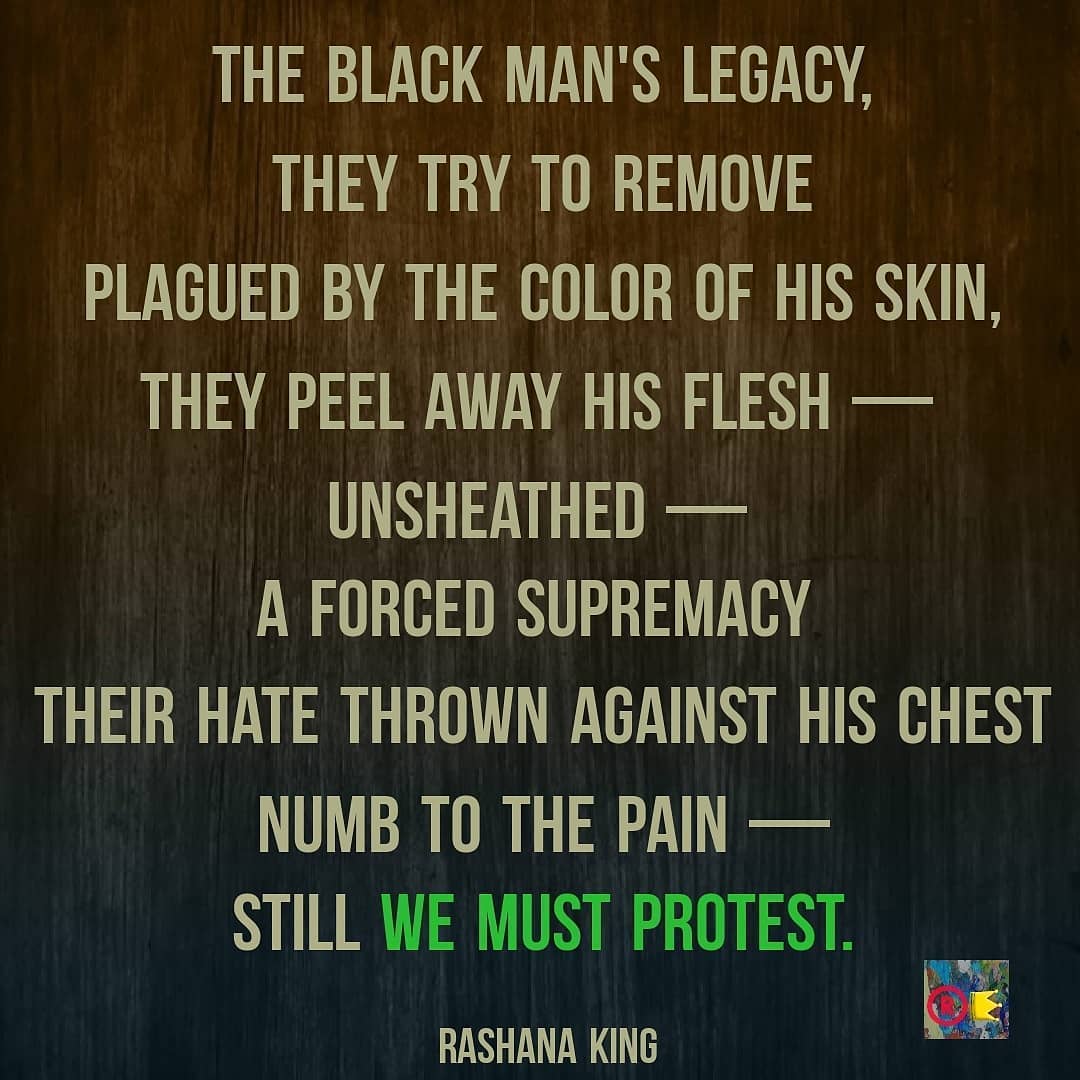 THE BLACK MAN'S LEGACY,
THEY TRY TO REMOVE
PLAGUED BY THE COLOR OF HIS SKIN,
THEY PEEL AWAY HIS FLESH —
UNSHEATHED —
A FORCED SUPREMACY
THEIR HATE THROWN AGAINST HIS CHEST
NUMB TO THE PAIN —
STILL WE MUST PROTEST.
R
RASHANA KING